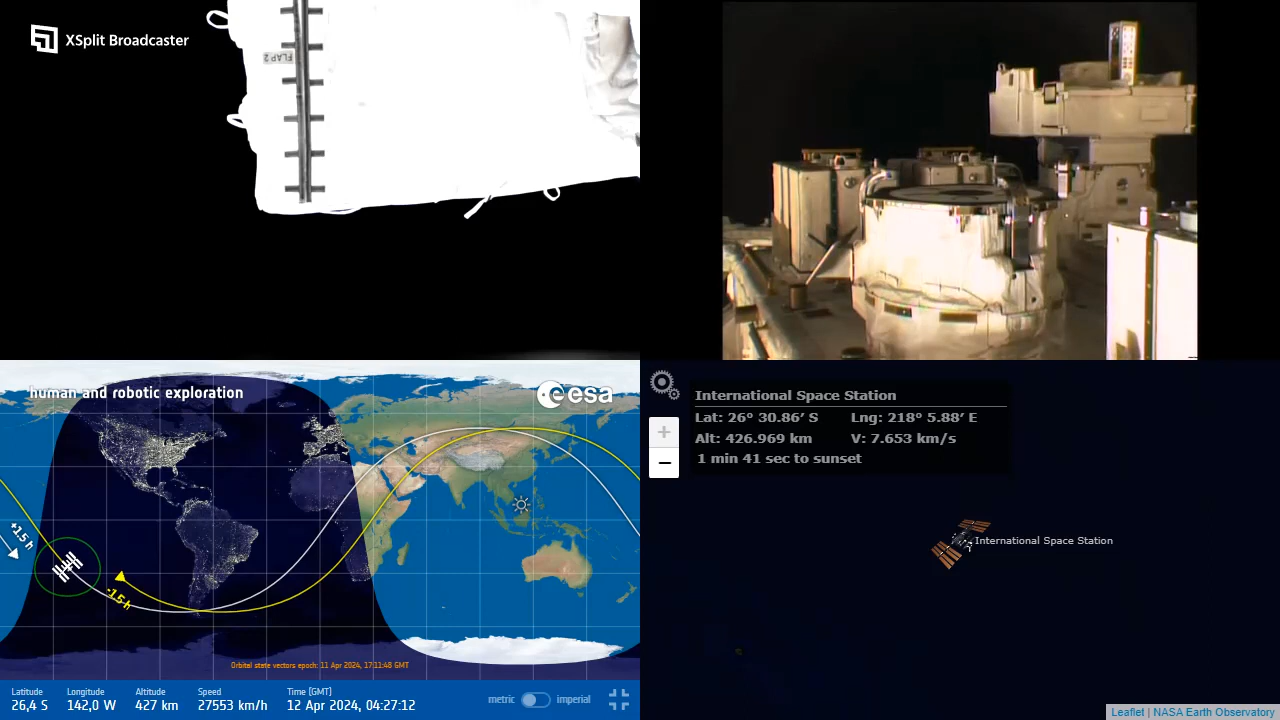 XSplit Broadcaster
FLAP 2
human and robotic exploration
esa
+1.5 h
-1.5 h
Orbital state vectors epoch: 11 Apr 2024, 17:11:48 GMT
Latitude Longitude Altitude Speed Time [GMT]
26,4 S 142,0 W 427 km 27553 km/h 12 Apr 2024, 04:27:12
metric imperial
International Space Station
Lat: 26° 30.86′ S Lng: 218° 5.88′ E
Alt: 426.969 km V: 7.653 km/s
1 min 41 sec to sunset
+
−
International Space Station
Leaflet | NASA Earth Observatory